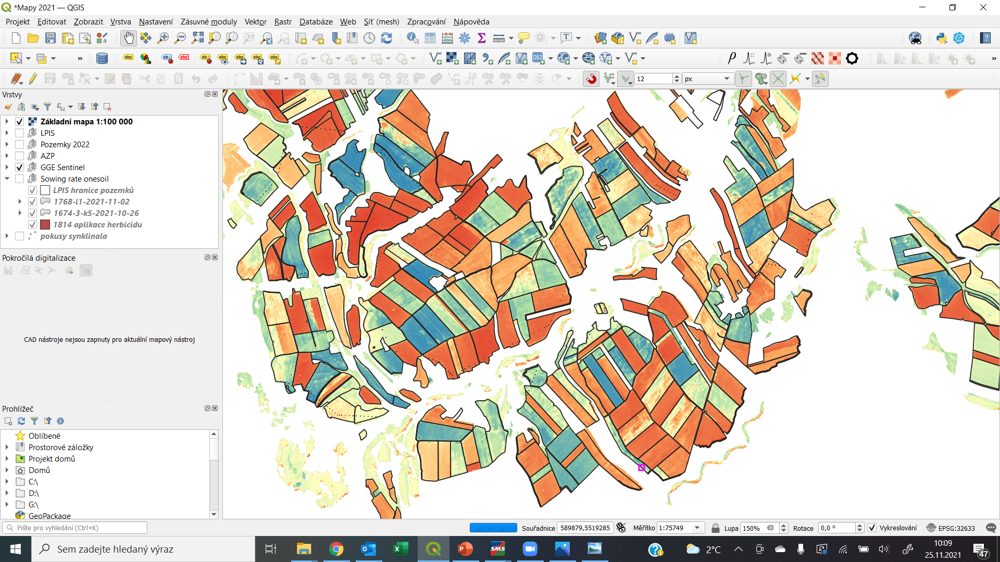 *Mapy 2021 — QGIS
Projekt Editovat Zobrazit Vrstva Nastavení Zásuvné moduly Vektor Rastr Databáze Web Síť (mesh) Zpracování Nápověda
12 px
Vrstvy
Základní mapa 1:100 000
LPIS
Pozemky 2022
AZP
GGE Sentinel
Sowing rate onesoil
LPIS hranice pozemků
1768-i1-2021-11-02
1674-3-k5-2021-10-26
1814 aplikace herbicidu
pokusy synklinala
Pokročilá digitalizace
CAD nástroje nejsou zapnuty pro aktuální mapový nástroj
Prohlížeč
Oblíbené
Prostorové záložky
Projekt domů
Domů
C:\
D:\
G:\
GeoPackage
Pište pro vyhledání (Ctrl+K) Souřadnice 589879,5519285 Měřítko 1:75749 Lupa 150% Rotace 0,0 ° Vykreslování EPSG:32633
Sem zadejte hledaný výraz SMS 2°C 10:09
25.11.2021 47